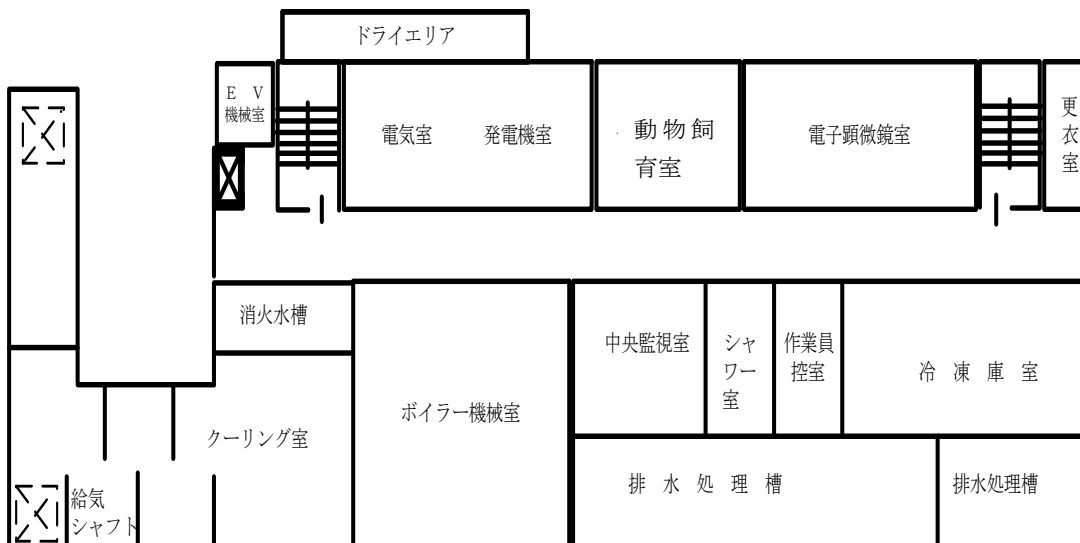 ドライエリア
Ｅ Ｖ
機械室
電気室
発電機室
動物飼
育室
電子顕微鏡室
更
衣
室
消火水槽
中央監視室
シャ
ワー
室
作業員
控室
冷 凍 庫 室
ボイラー機械室
クーリング室
排 水 処 理 槽
排水処理槽
給気
シャフト